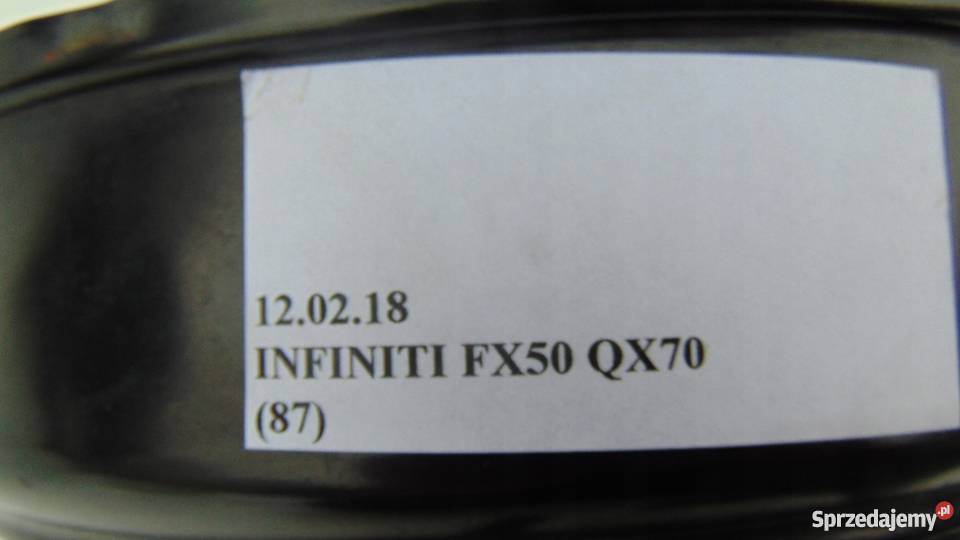 12.02.18
INFINITI FX50 QX70
(87)
Sprzedajemy.pl